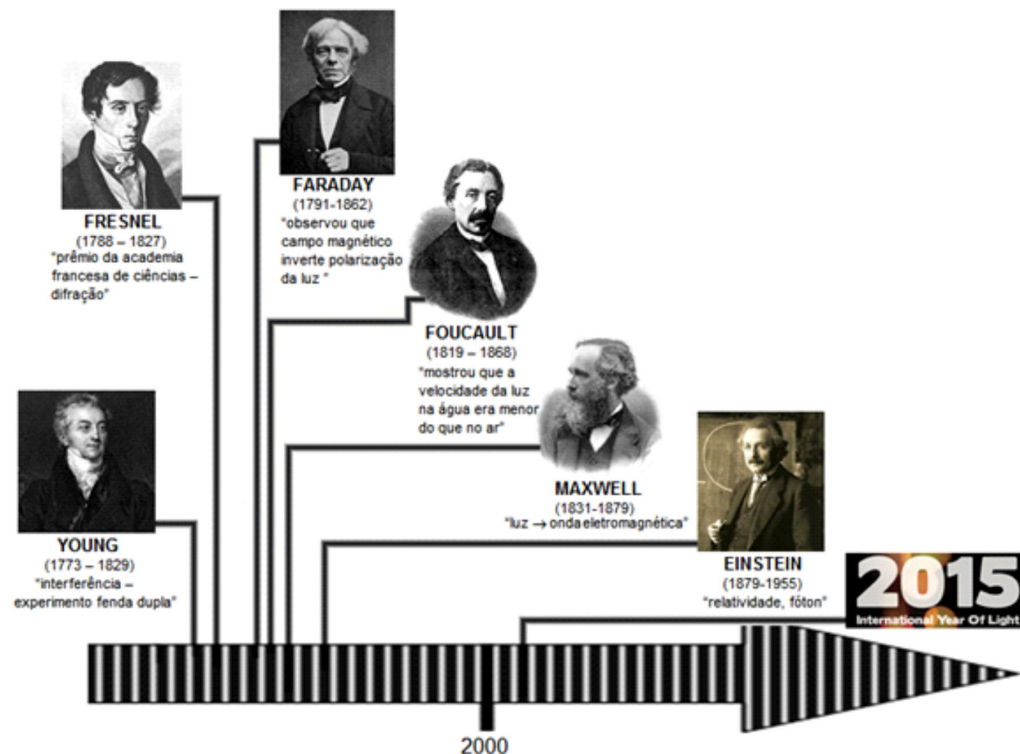 FARADAY
(1791-1862)
"observou que
campo magnético
inverte polarização
da luz "
FRESNEL
(1788 – 1827)
"prêmio da academia
francesa de ciências –
difração"
FOUCAULT
(1819 – 1868)
"mostrou que a
velocidade da luz
na água era menor
do que no ar"
MAXWELL
(1831-1879)
"luz → onda eletromagnética"
YOUNG
(1773 – 1829)
"interferência –
experimento fenda dupla"
EINSTEIN
(1879-1955)
"relatividade, fóton"
2015
International Year Of Light
2000